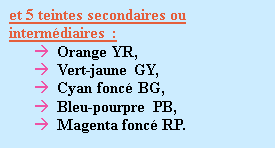 et 5 teintes secondaires ou
intermédiaires :
→ Orange YR,
→ Vert-jaune GY,
→ Cyan foncé BG,
→ Bleu-pourpre PB,
→ Magenta foncé RP.